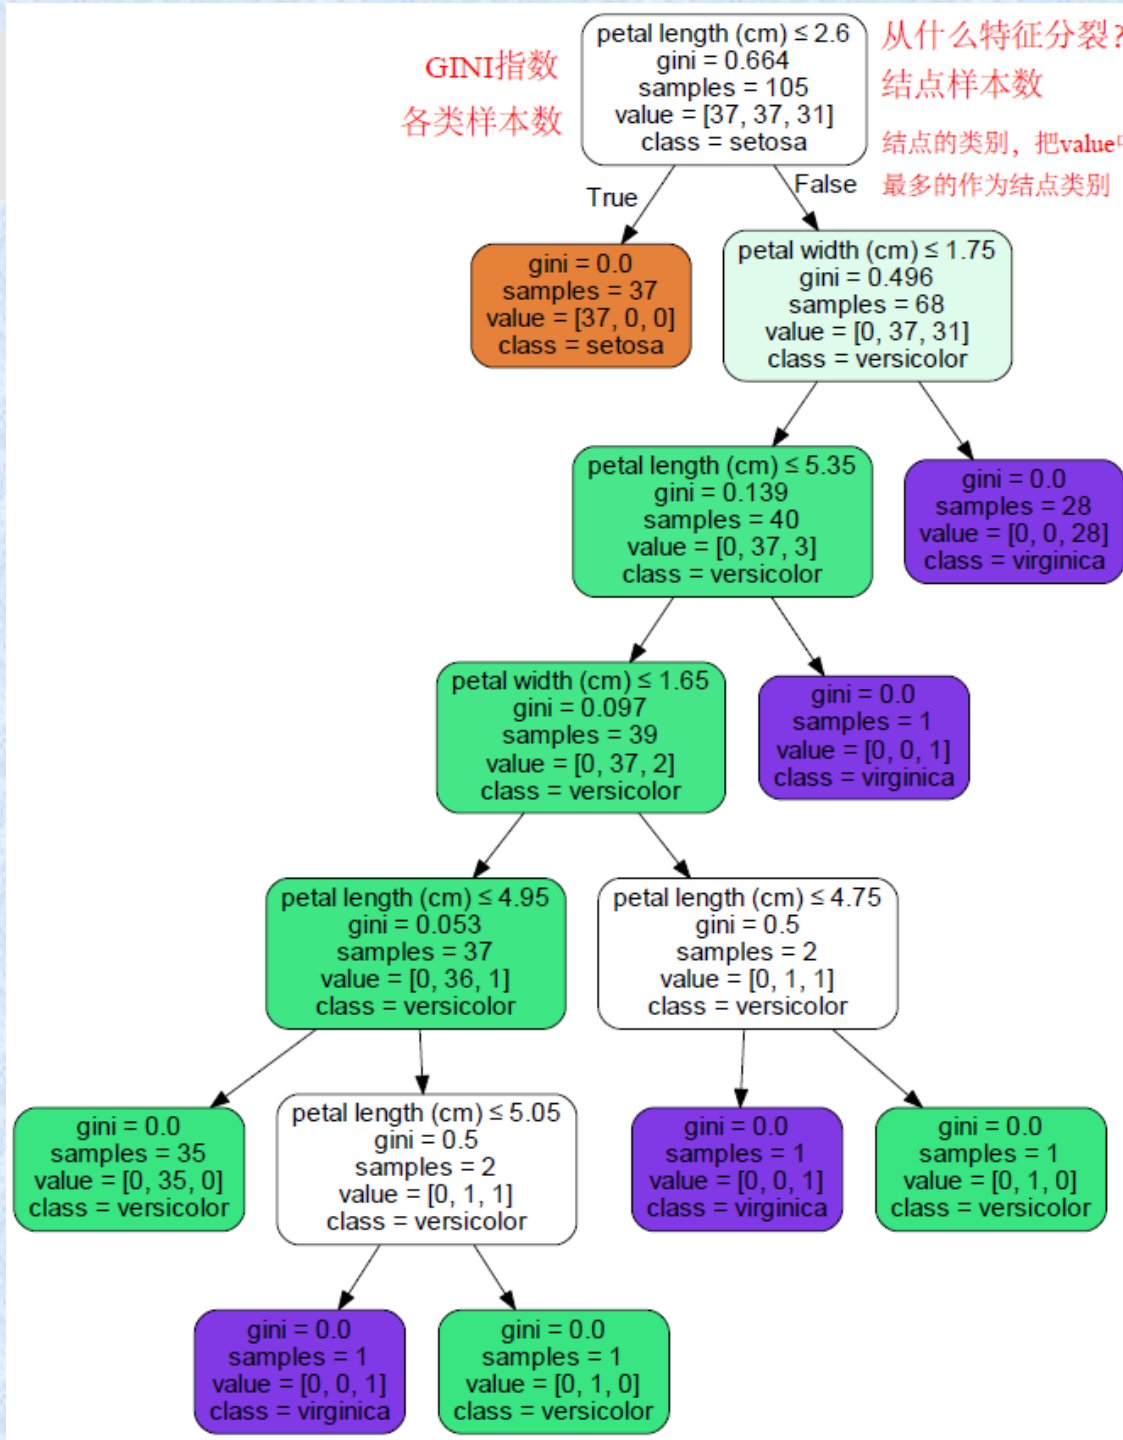 petal length (cm) ≤ 2.6
gini = 0.664
samples = 105
value = [37, 37, 31]
class = setosa
GINI指数
各类样本数
从什么特征分裂?
结点样本数
结点的类别，把value
最多的作为结点类别
True
False
gini = 0.0
samples = 37
value = [37, 0, 0]
class = setosa
petal width (cm) ≤ 1.75
gini = 0.496
samples = 68
value = [0, 37, 31]
class = versicolor
petal length (cm) ≤ 5.35
gini = 0.139
samples = 40
value = [0, 37, 3]
class = versicolor
gini = 0.0
samples = 28
value = [0, 0, 28]
class = virginica
petal width (cm) ≤ 1.65
gini = 0.097
samples = 39
value = [0, 37, 2]
class = versicolor
gini = 0.0
samples = 1
value = [0, 0, 1]
class = virginica
petal length (cm) ≤ 4.95
gini = 0.053
samples = 37
value = [0, 36, 1]
class = versicolor
petal length (cm) ≤ 4.75
gini = 0.5
samples = 2
value = [0, 1, 1]
class = versicolor
gini = 0.0
samples = 35
value = [0, 35, 0]
class = versicolor
petal length (cm) ≤ 5.05
gini = 0.5
samples = 2
value = [0, 1, 1]
class = versicolor
gini = 0.0
samples = 1
value = [0, 0, 1]
class = virginica
gini = 0.0
samples = 1
value = [0, 1, 0]
class = versicolor
gini = 0.0
samples = 1
value = [0, 0, 1]
class = virginica
gini = 0.0
samples = 1
value = [0, 1, 0]
class = versicolor